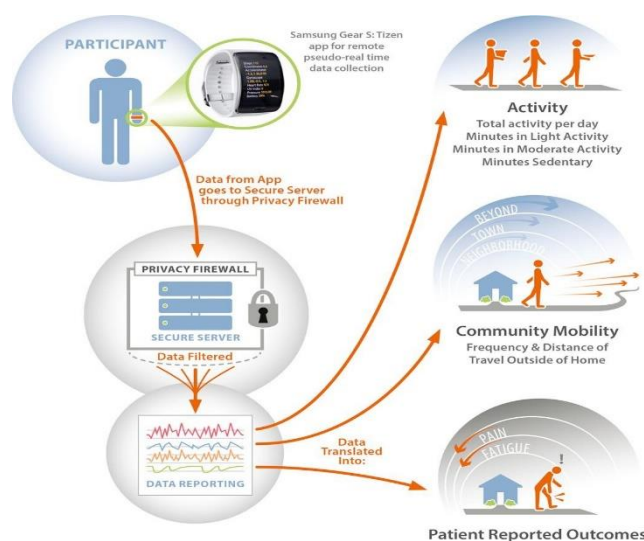 PARTICIPANT
Samsung Gear S: Tizen
app for remote
pseudo-real time
data collection
Data from App
goes to Secure Server
through Privacy Firewall
PRIVACY FIREWALL
SECURE SERVER
Data Filtered
DATA REPORTING
Data
Translated
Into:
Activity
Total activity per day
Minutes in Light Activity
Minutes in Moderate Activity
Minutes Sedentary
BEYOND
TOWN
NEIGHBORHOOD
Community Mobility
Frequency & Distance of
Travel Outside of Home
PAIN
FATIGUE
!
Patient Reported Outcomes